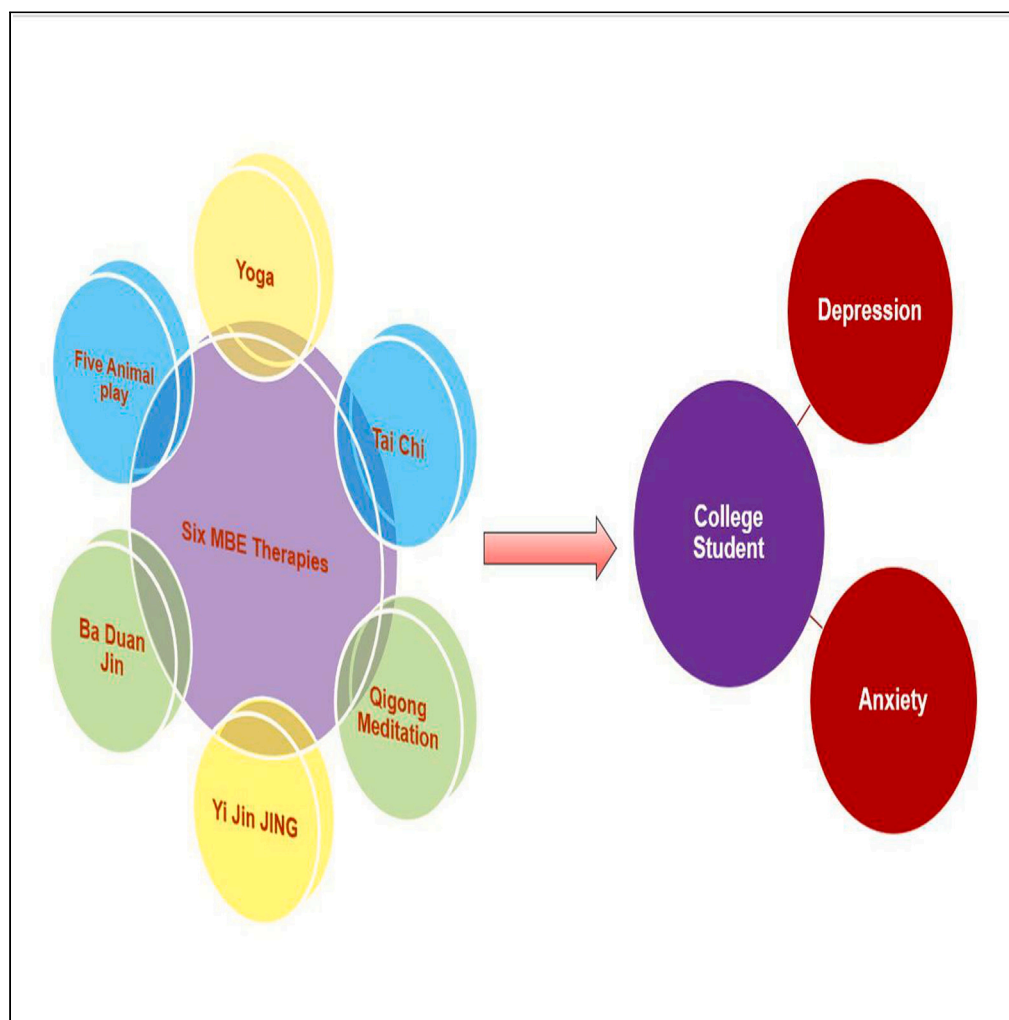 Yoga
Five Animal
play
Tai Chi
Six MBE Therapies
Ba Duan
Jin
Qigong
Meditation
Yi Jin JING
Depression
College
Student
Anxiety